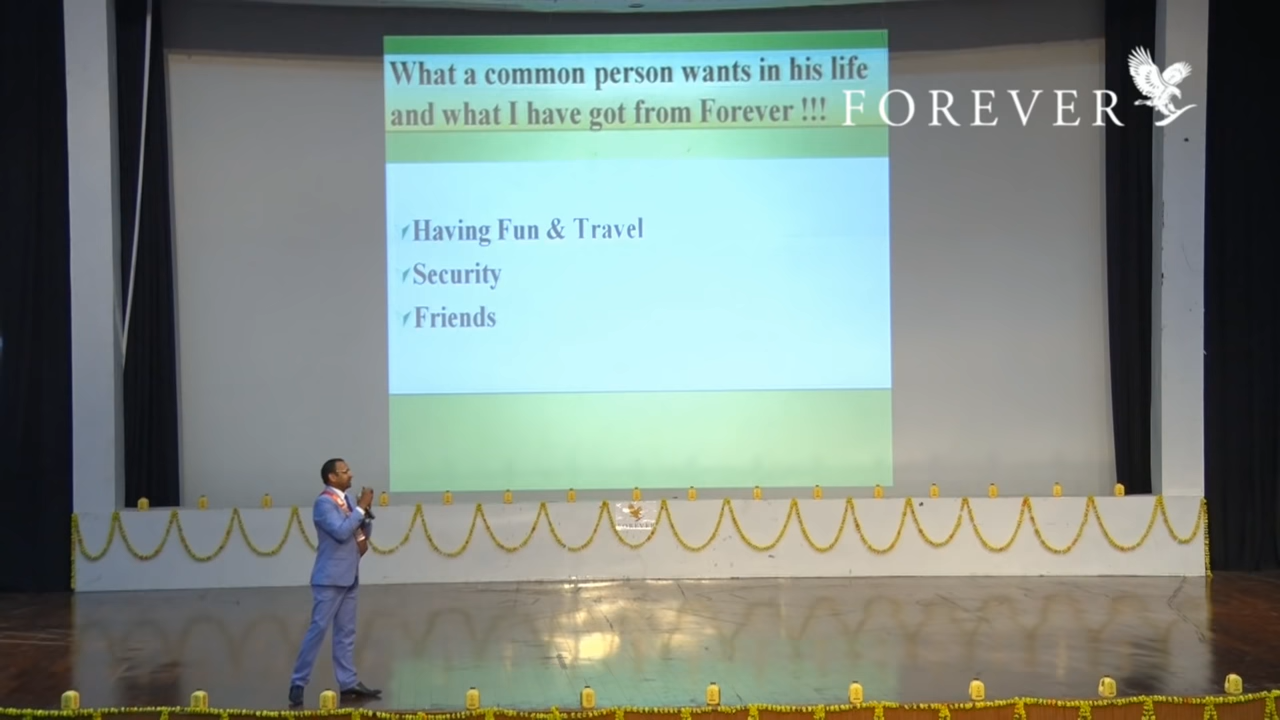 What a common person wants in his life
and what I have got from Forever !!!
FOREVER
Having Fun & Travel
Security
Friends
FOREVER